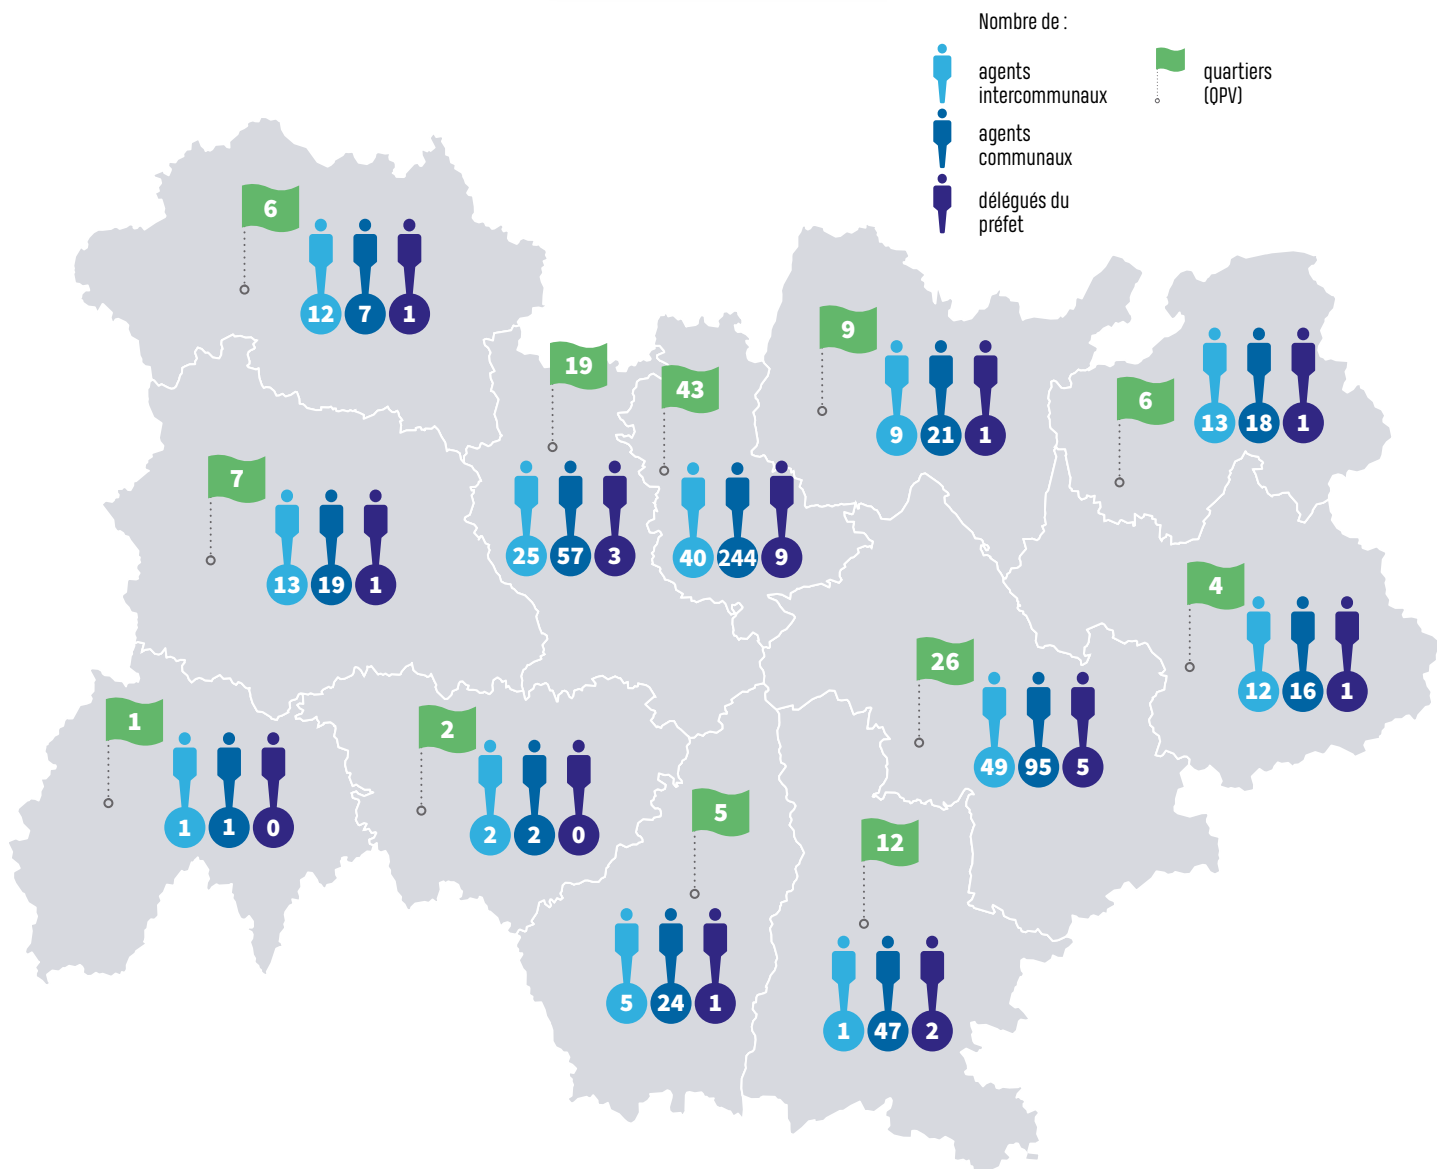 Nombre de :
agents
intercommunaux
quartiers
(QPV)
agents
communaux
délégués du
préfet
6
12 7 1
19
25 57 3
43
40 244 9
9
9 21 1
6
13 18 1
7
13 19 1
4
12 16 1
26
49 95 5
1
1 1 0
2
2 2 0
5
5 24 1
12
1 47 2